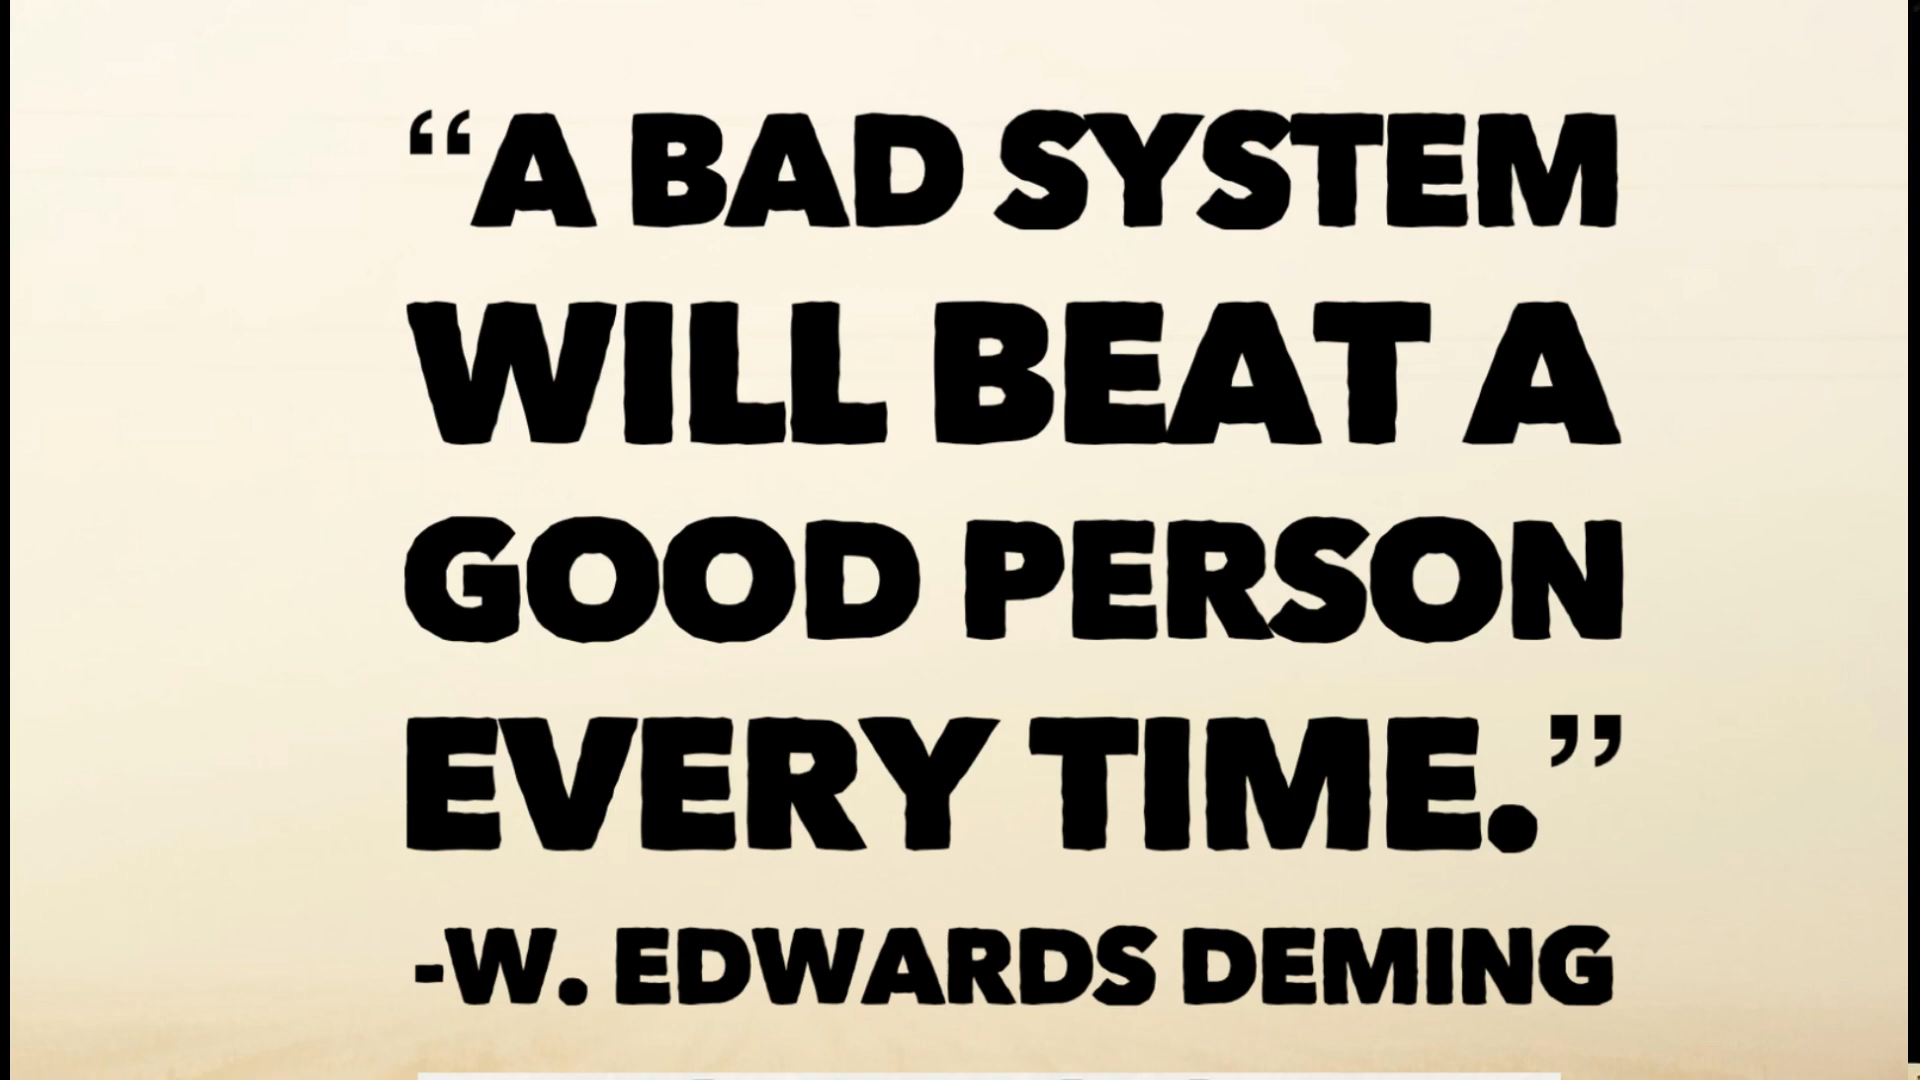 “A BAD SYSTEM
WILL BEAT A
GOOD PERSON
EVERY TIME.”
-W. EDWARDS DEMING